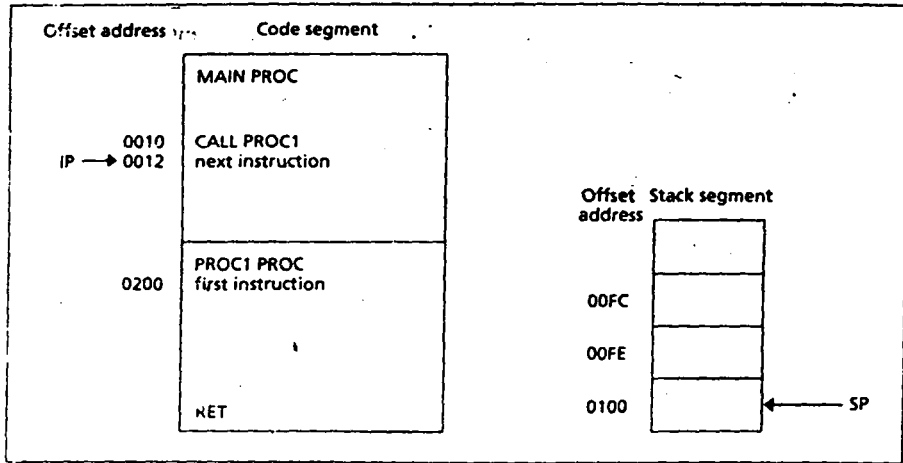 Offset address
Code segment
MAIN PROC
0010 CALL PROC1
IP 0012 next instruction
PROC1 PROC
0200 first instruction
RET
Offset address
Stack segment
00FC
00FE
0100
SP